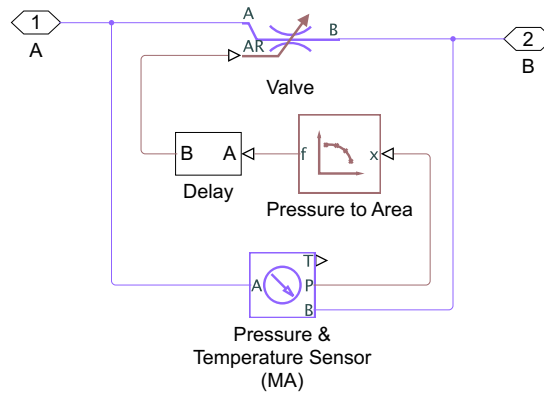 1
A
A
B
AR
2
B
Valve
B
A
f
x
Delay
Pressure to Area
T
A
P
B
Pressure &
Temperature Sensor
(MA)